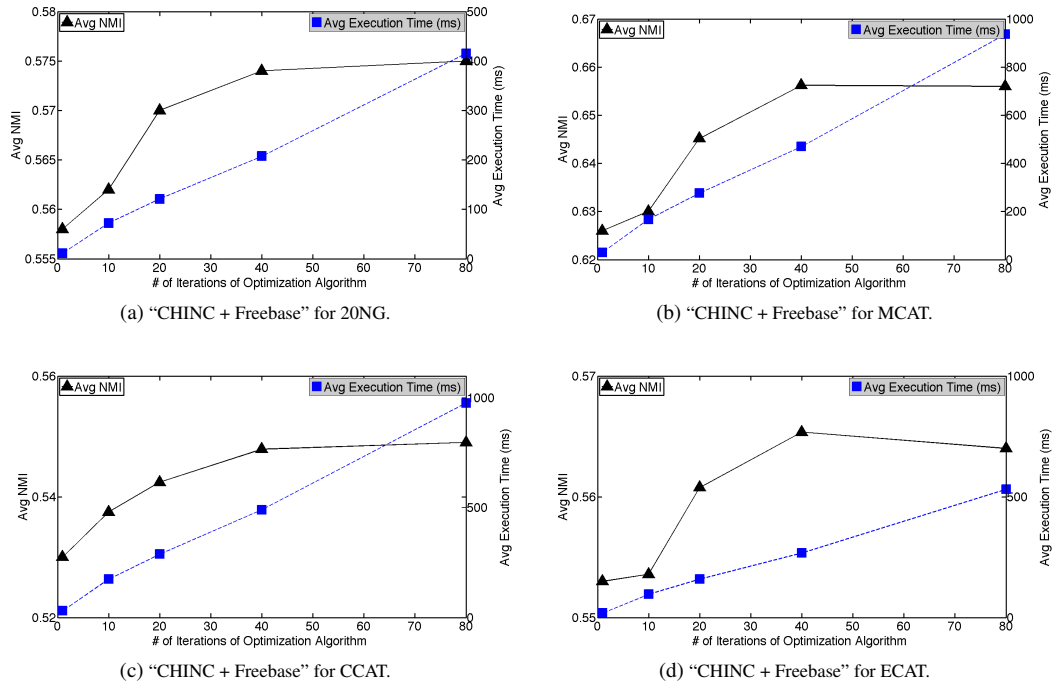 0.58
0.575
0.57
0.565
0.56
0.555
Avg NMI
Avg NMI
Avg Execution Time (ms)
500
400
300
200
100
0
Avg Execution Time (ms)
0 10 20 30 40 50 60 70 80
# of Iterations of Optimization Algorithm
(a) “CHINC + Freebase” for 20NG.
0.67
0.66
0.65
0.64
0.63
0.62
Avg NMI
Avg NMI
Avg Execution Time (ms)
1000
800
600
400
200
0
Avg Execution Time (ms)
0 10 20 30 40 50 60 70 80
# of Iterations of Optimization Algorithm
(b) “CHINC + Freebase” for MCAT.
0.56
0.54
0.52
Avg NMI
Avg NMI
Avg Execution Time (ms)
1000
500
0
Avg Execution Time (ms)
0 10 20 30 40 50 60 70 80
# of Iterations of Optimization Algorithm
(c) “CHINC + Freebase” for CCAT.
0.57
0.56
0.55
Avg NMI
Avg NMI
Avg Execution Time (ms)
1000
500
0
Avg Execution Time (ms)
0 10 20 30 40 50 60 70 80
# of Iterations of Optimization Algorithm
(d) “CHINC + Freebase” for ECAT.